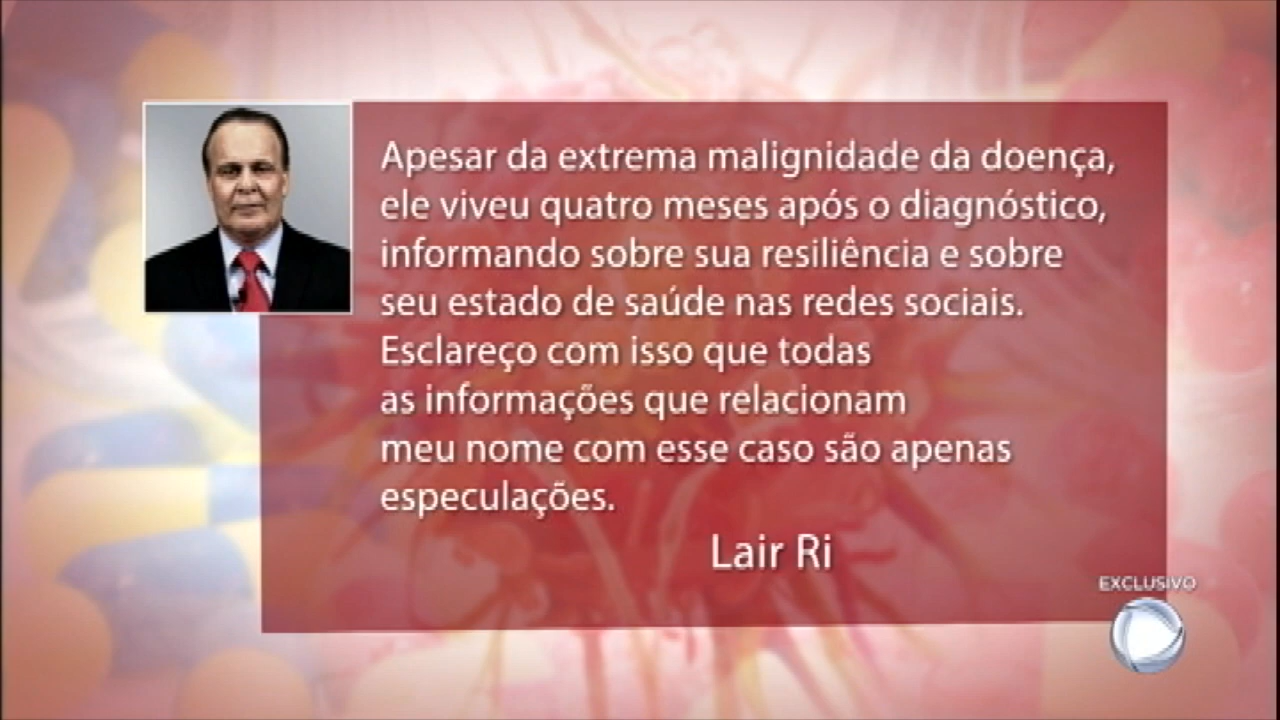 Apesar da extrema malignidade da doença,
ele viveu quatro meses após o diagnóstico,
informando sobre sua resiliência e sobre
seu estado de saúde nas redes sociais.
Esclareço com isso que todas
as informações que relacionam
meu nome com esse caso são apenas
especulações.
Lair Ri
EXCLUSIVO